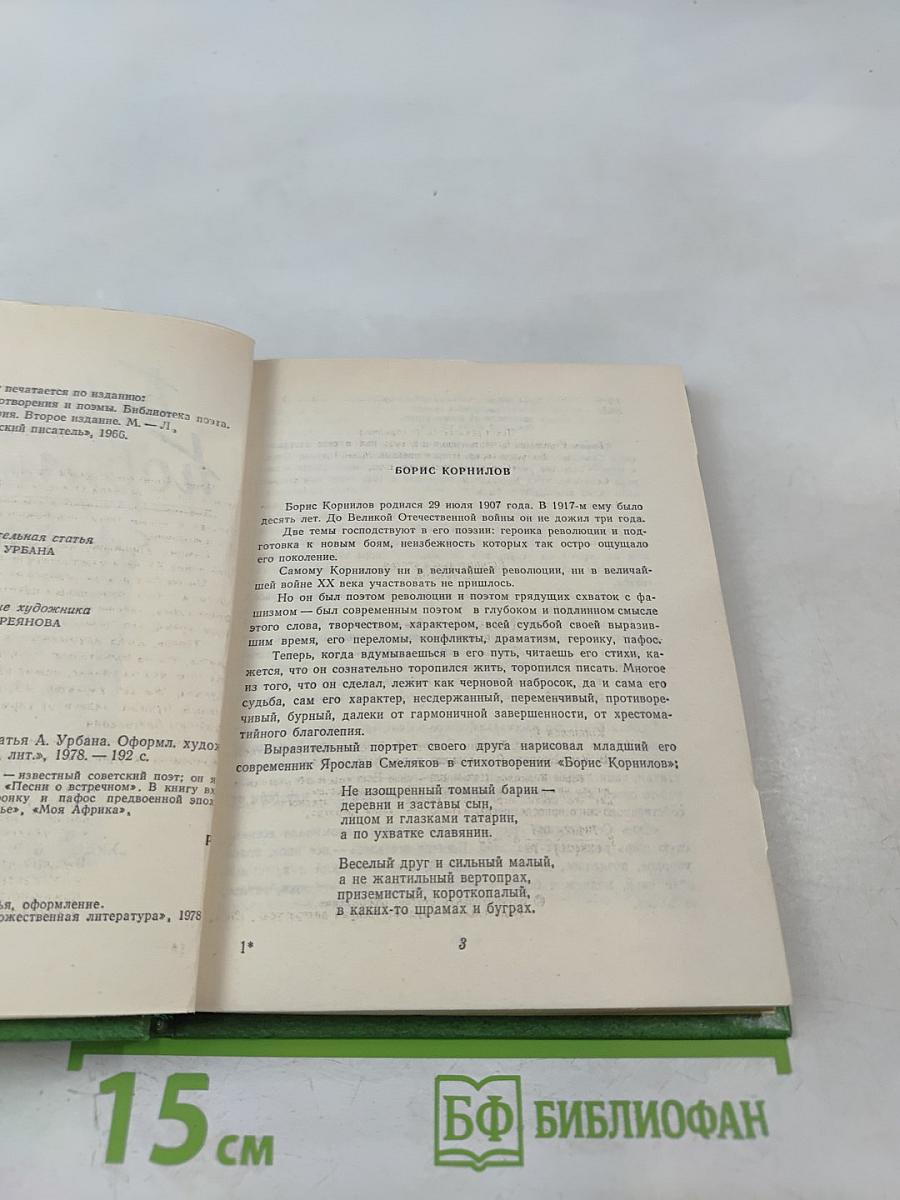 печатается по изданию:
отворения и поэмы. Библиотека поэта.
рия. Второе издание. М. — Л.,
ский писатель», 1966.
тельная статья
УРБАНА
ие художника
РЕЯНОВА
атья А. Урбана. Оформл. худож
лит.», 1978. — 192 с.
— известный советский поэт; он я
«Песни о встречном». В книгу вх
роику и пафос предвоенной эпох
ье», «Моя Африка»,
ья, оформление.
ожественная литература», 1978
БОРИС КОРНИЛОВ
Борис Корнилов родился 29 июля 1907 года. В 1917-м ему было
десять лет. До Великой Отечественной войны он не дожил три года.
Две темы господствуют в его поэзии: героика революции и под-
готовка к новым боям, неизбежность которых так остро ощущало
его поколение.
Самому Корнилову ни в величайшей революции, ни в величай-
шей войне XX века участвовать не пришлось.
Но он был поэтом революции и поэтом грядущих схваток с фа-
шизмом — был современным поэтом в глубоком и подлинном смысле
этого слова, творчеством, характером, всей судьбой своей выразив-
шим время, его переломы, конфликты, драматизм, героику, пафос.
Теперь, когда вдумываешься в его путь, читаешь его стихи, ка-
жется, что он сознательно торопился жить, торопился писать. Многое
из того, что он сделал, лежит как черновой набросок, да и сама его
судьба, сам его характер, несдержанный, переменчивый, противоре-
чивый, бурный, далеки от гармоничной завершенности, от хрестома-
тийного благолепия.
Выразительный портрет своего друга нарисовал младший его
современник Ярослав Смеляков в стихотворении «Борис Корнилов»:
Не изощренный томный барин —
деревни и заставы сын,
лицом и глазками татарин,
а по ухватке славянин.
Веселый друг и сильный малый,
а не жантильный вертопрах,
приземистый, короткопалый,
в каких-то шрамах и буграх.
1*
3
15 см
БФ БИБЛИОФАН